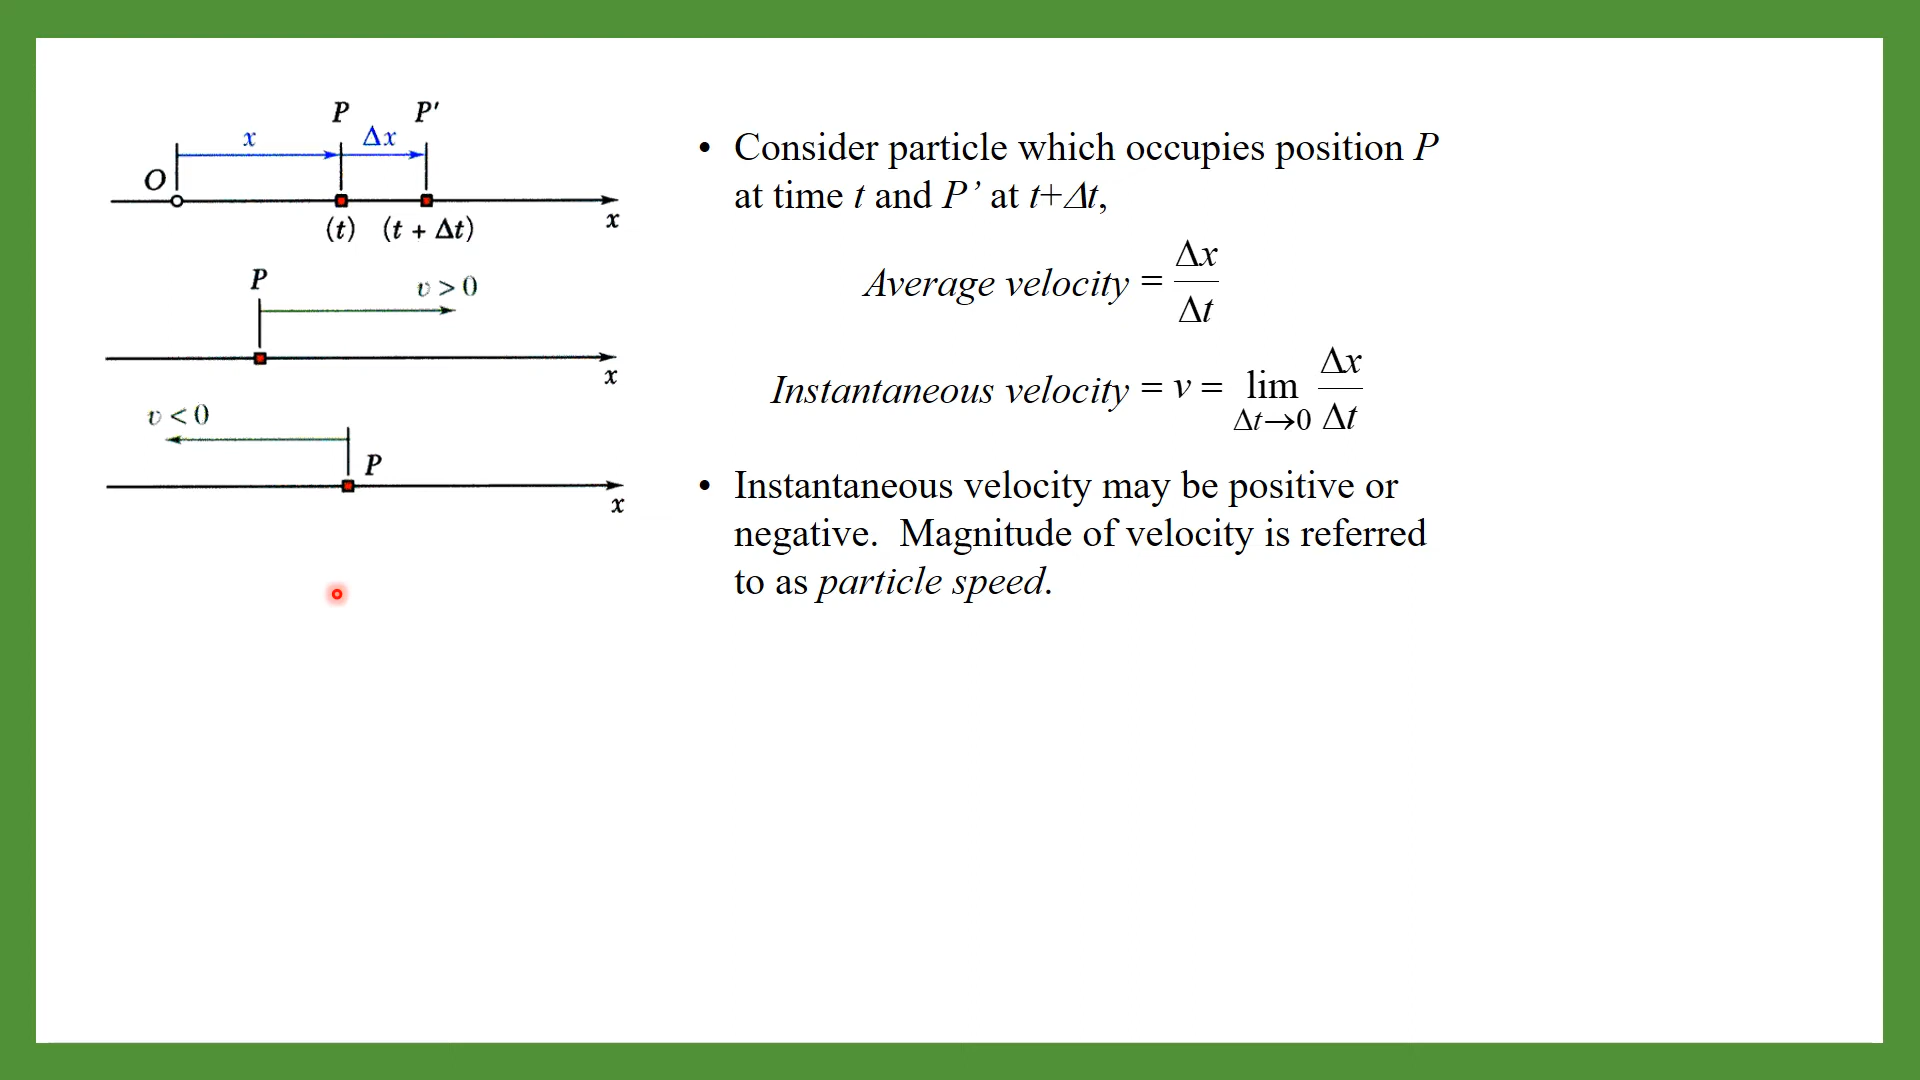 P P′
x Δx
O
(t) (t + Δt) x
P v > 0
x
v < 0
P
x
• Consider particle which occupies position P
at time t and P’ at t+Δt,
Average velocity = Δx/Δt
Instantaneous velocity = v = lim Δt→0 Δx/Δt
• Instantaneous velocity may be positive or
negative. Magnitude of velocity is referred
to as particle speed.